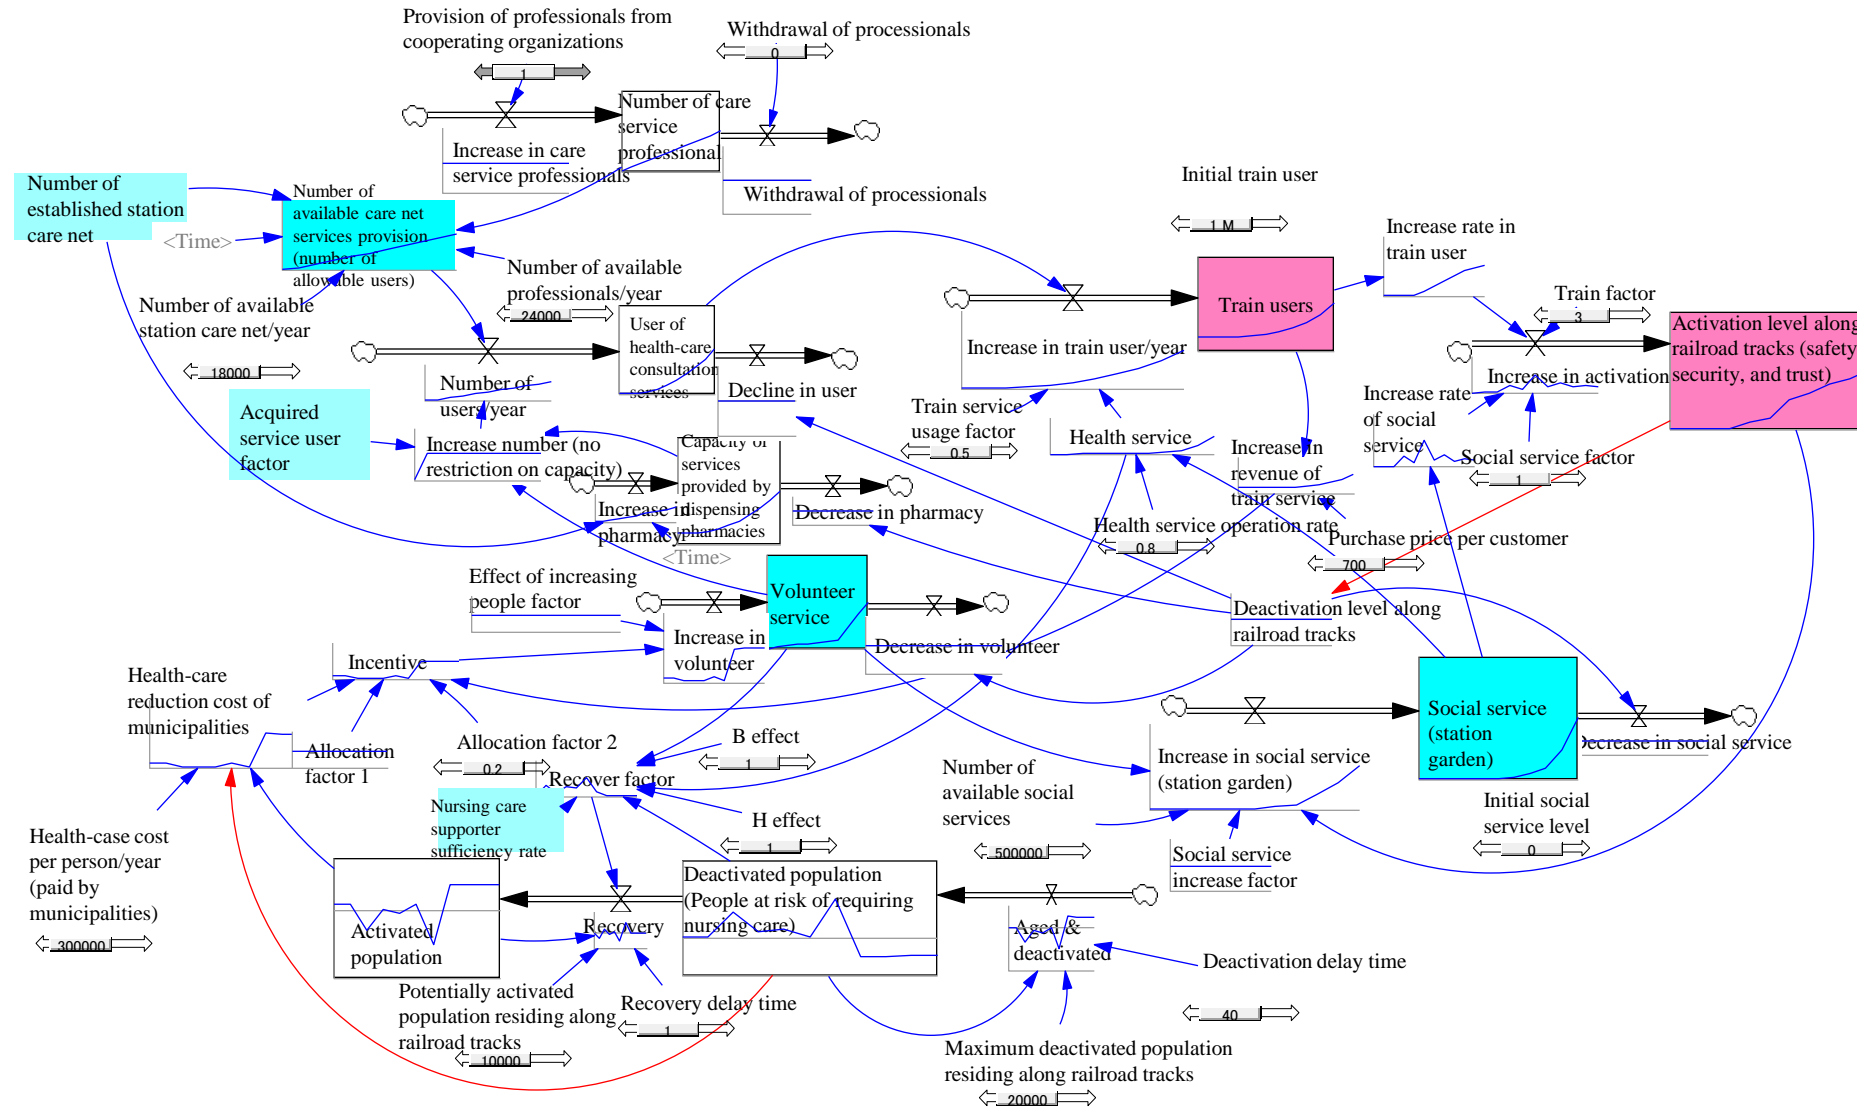 Provision of professionals from
cooperating organizations
1
Withdrawal of processionals
0
Number of care
service
professional
Increase in care
service professionals
Withdrawal of processionals
Number of
established station
care net
<Time>
Number of
available care net
services provision
(number of
allowable users)
Number of available
professionals/year
24000
Number of available
station care net/year
18000
Initial train user
1 M
Increase rate in
train user
Train users
Train factor
3
Activation level along
railroad tracks (safety
security, and trust)
Increase in activation
Increase in train user/year
User of
health-care
consultation
services
Number of
users/year
Decline in user
Acquired
service user
factor
Increase number (no
restriction on capacity)
Capacity of
services
provided by
dispensing
pharmacies
Increase in
pharmacy
Decrease in pharmacy
<Time>
Train service
usage factor
0.5
Health service
Increase rate
of social
service
Increase in
revenue of
train service
Social service factor
1
Health service operation rate
0.8
Purchase price per customer
700
Effect of increasing
people factor
Volunteer
service
Increase in
volunteer
Decrease in volunteer
Deactivation level along
railroad tracks
Incentive
Health-care
reduction cost of
municipalities
Allocation
factor 1
Allocation factor 2
0.2
B effect
1
Recover factor
Nursing care
supporter
sufficiency rate
H effect
1
Number of
available social
services
500000
Increase in social service
(station garden)
Social service
(station
garden)
Decrease in social service
Initial social
service level
0
Social service
increase factor
Health-case cost
per person/year
(paid by
municipalities)
300000
Activated
population
Recovery
Deactivated population
(People at risk of requiring
nursing care)
Aged &
deactivated
Deactivation delay time
40
Potentially activated
population residing along
railroad tracks
10000
Recovery delay time
1
Maximum deactivated population
residing along railroad tracks
20000